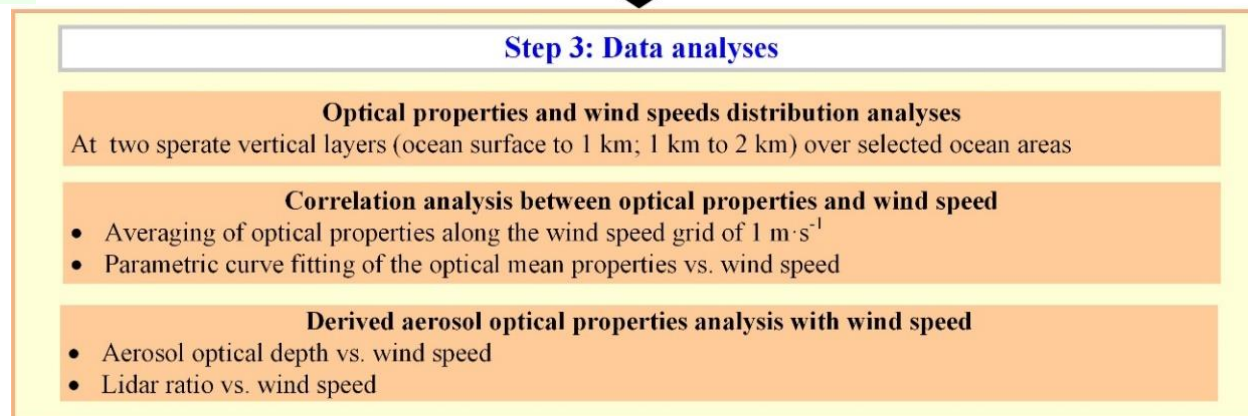 Step 3: Data analyses
Optical properties and wind speeds distribution analyses
At two sperate vertical layers (ocean surface to 1 km; 1 km to 2 km) over selected ocean areas
Correlation analysis between optical properties and wind speed
• Averaging of optical properties along the wind speed grid of 1 m·s⁻¹
• Parametric curve fitting of the optical mean properties vs. wind speed
Derived aerosol optical properties analysis with wind speed
• Aerosol optical depth vs. wind speed
• Lidar ratio vs. wind speed